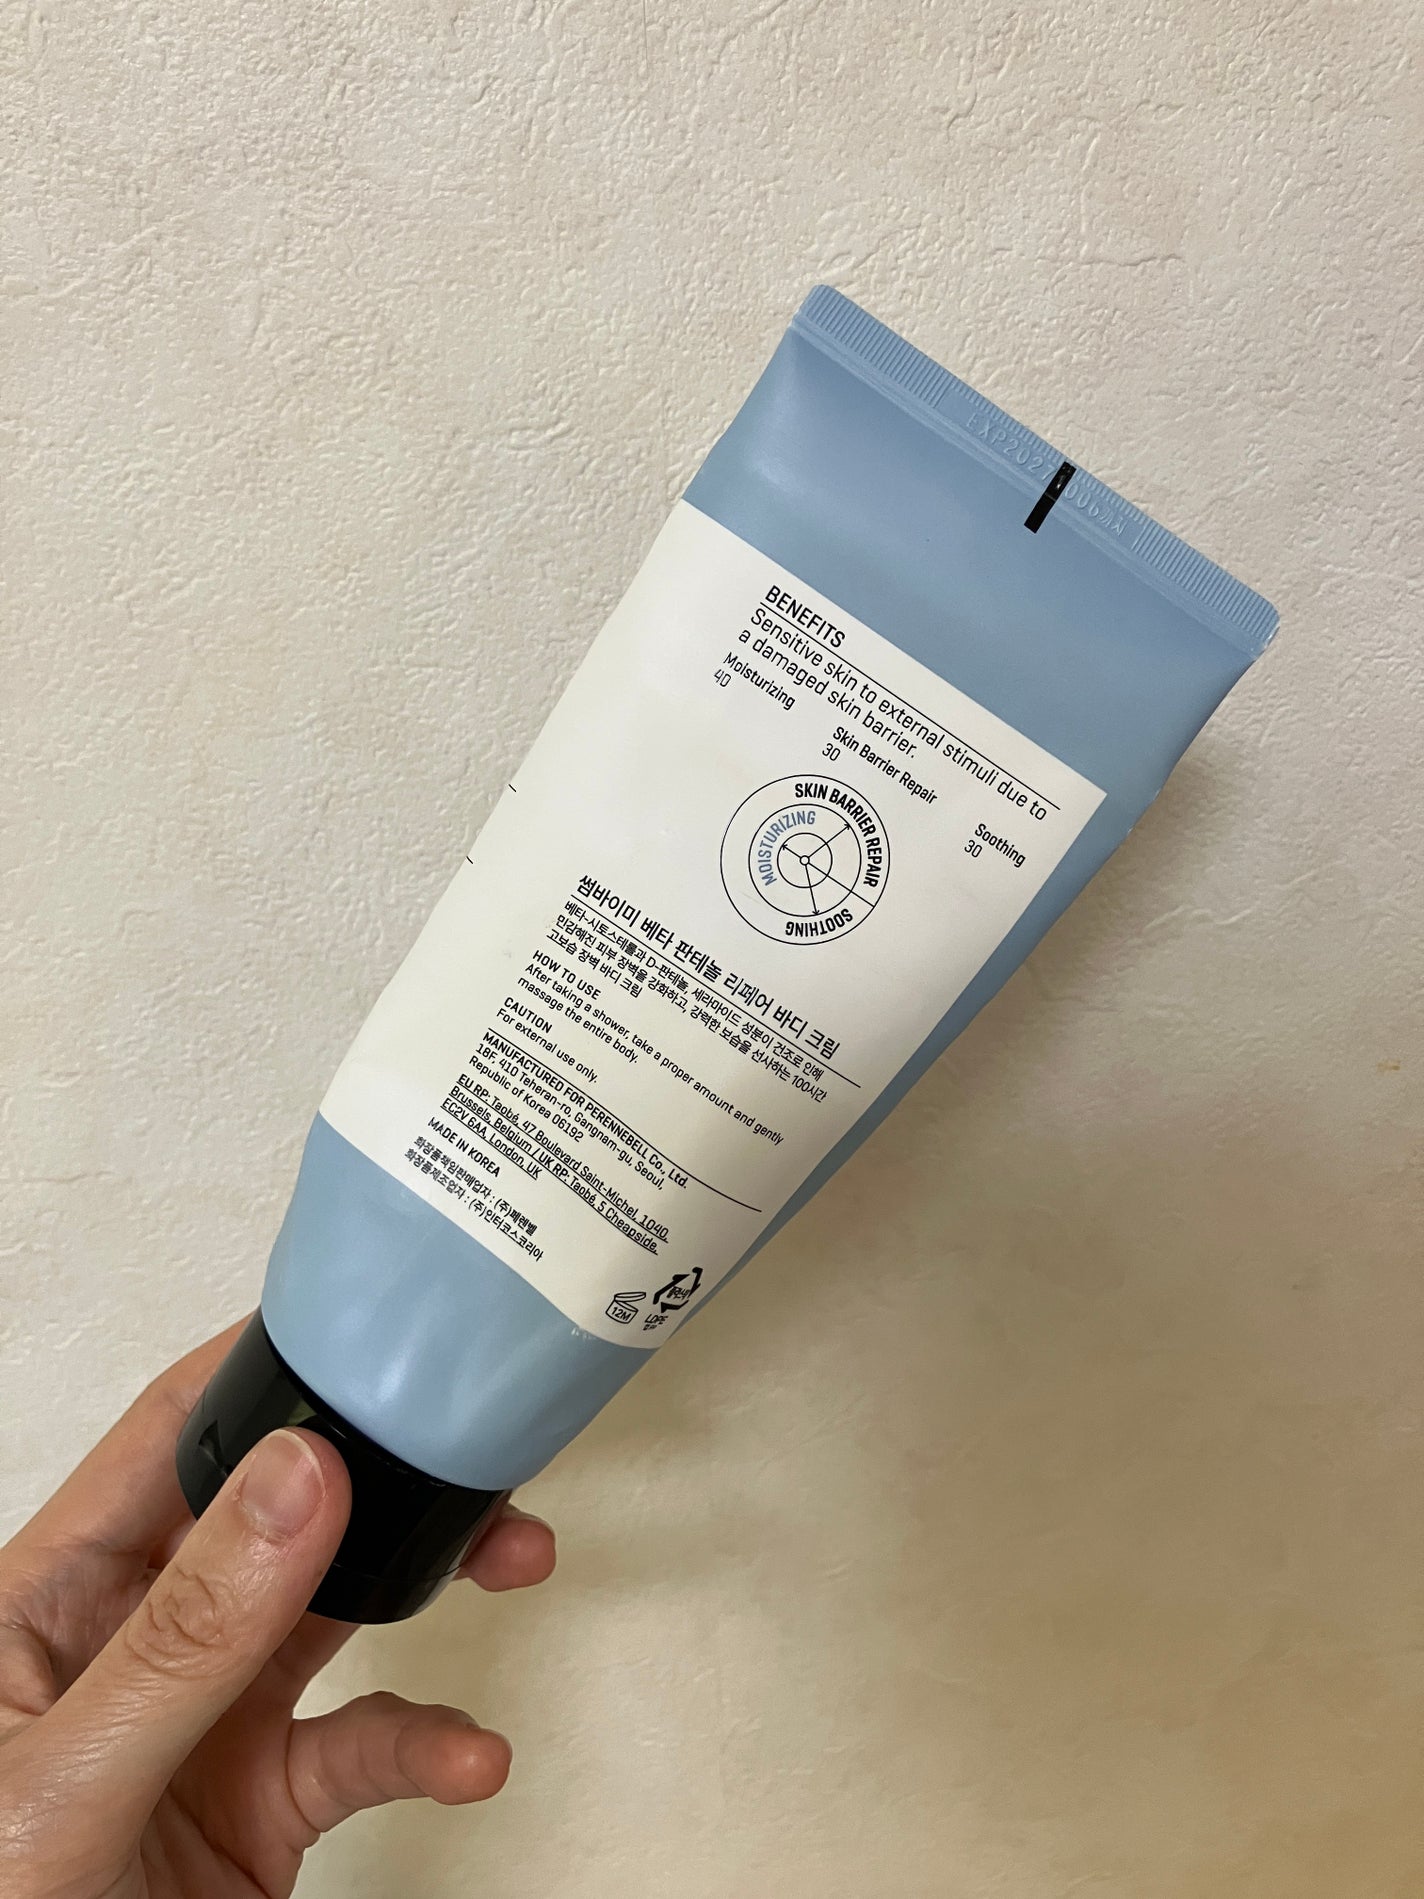 BENEFITS
Sensitive skin to external stimuli due to
a damaged skin barrier.
Moisturizing
40
Skin Barrier Repair
30
Soothing
30
SKIN BARRIER REPAIR
MOISTURIZING
SOOTHING
썸바이미 베타 판테놀 리페어 바디 크림
베타-시토스테롤과 D-판테놀, 세라마이드 성분이 건조로 인해
민감해진 피부 장벽을 강화하고, 강력한 보습을 선사하는 100시간
고보습 장벽 바디 크림
HOW TO USE
After taking a shower, take a proper amount and gently
massage the entire body.
CAUTION
For external use only.
MANUFACTURED FOR PERENNEBELL Co., Ltd.
18F, 410 Teheran-ro, Gangnam-gu, Seoul,
Republic of Korea 06192
EU RP: Taobé, 47 Boulevard Saint-Michel, 1040,
Brussels, Belgium / UK RP: Taobé, 5 Cheapside,
EC2V 6AA, London, UK
MADE IN KOREA
화장품책임판매업자 : (주)페렌벨
화장품제조업자 : (주)인터코스코리아
12M
LDPE